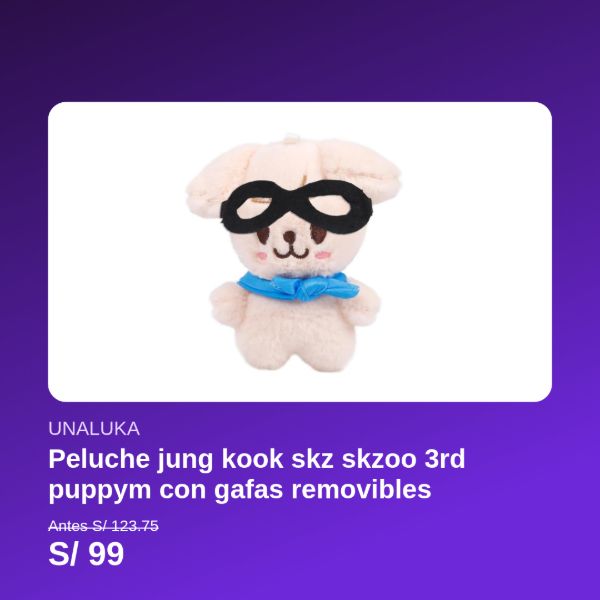 UNALUKA
Peluche jung kook skz skzoo 3rd
puppym con gafas removibles
Antes S/ 123.75
S/ 99